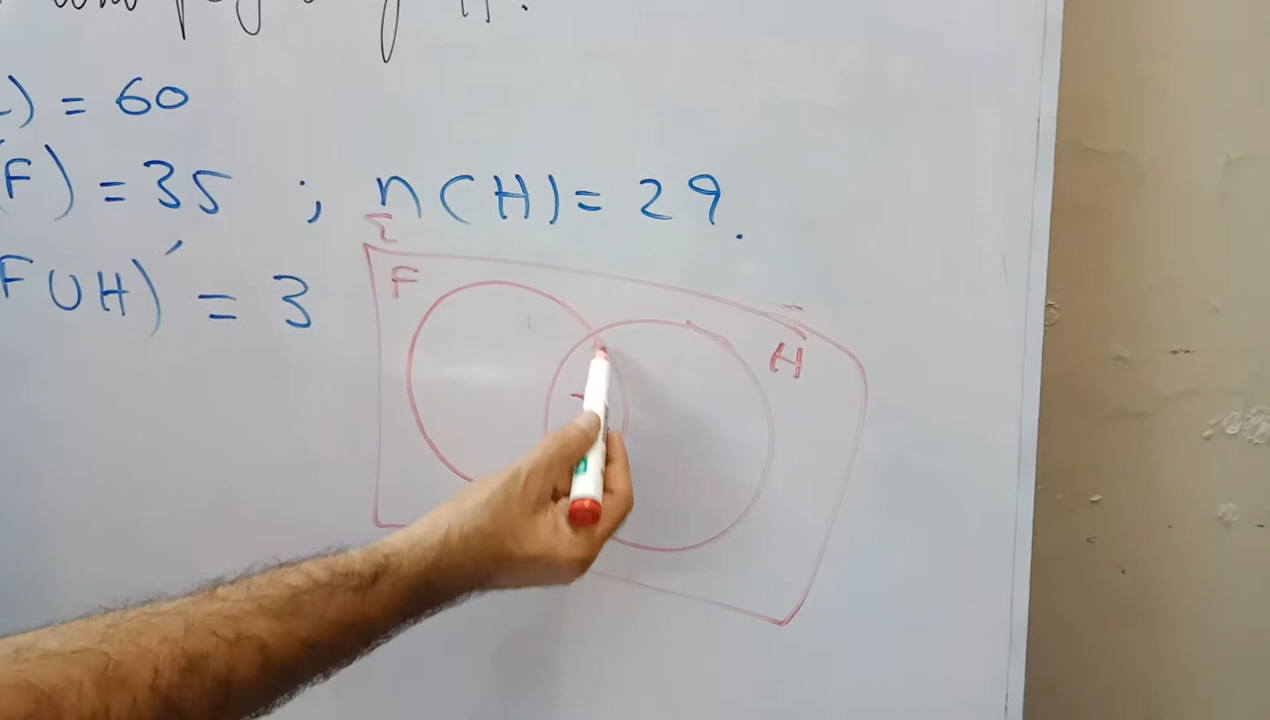 ) = 60
F) = 35 ; n(H) = 29.
F∪H)′ = 3
F
H